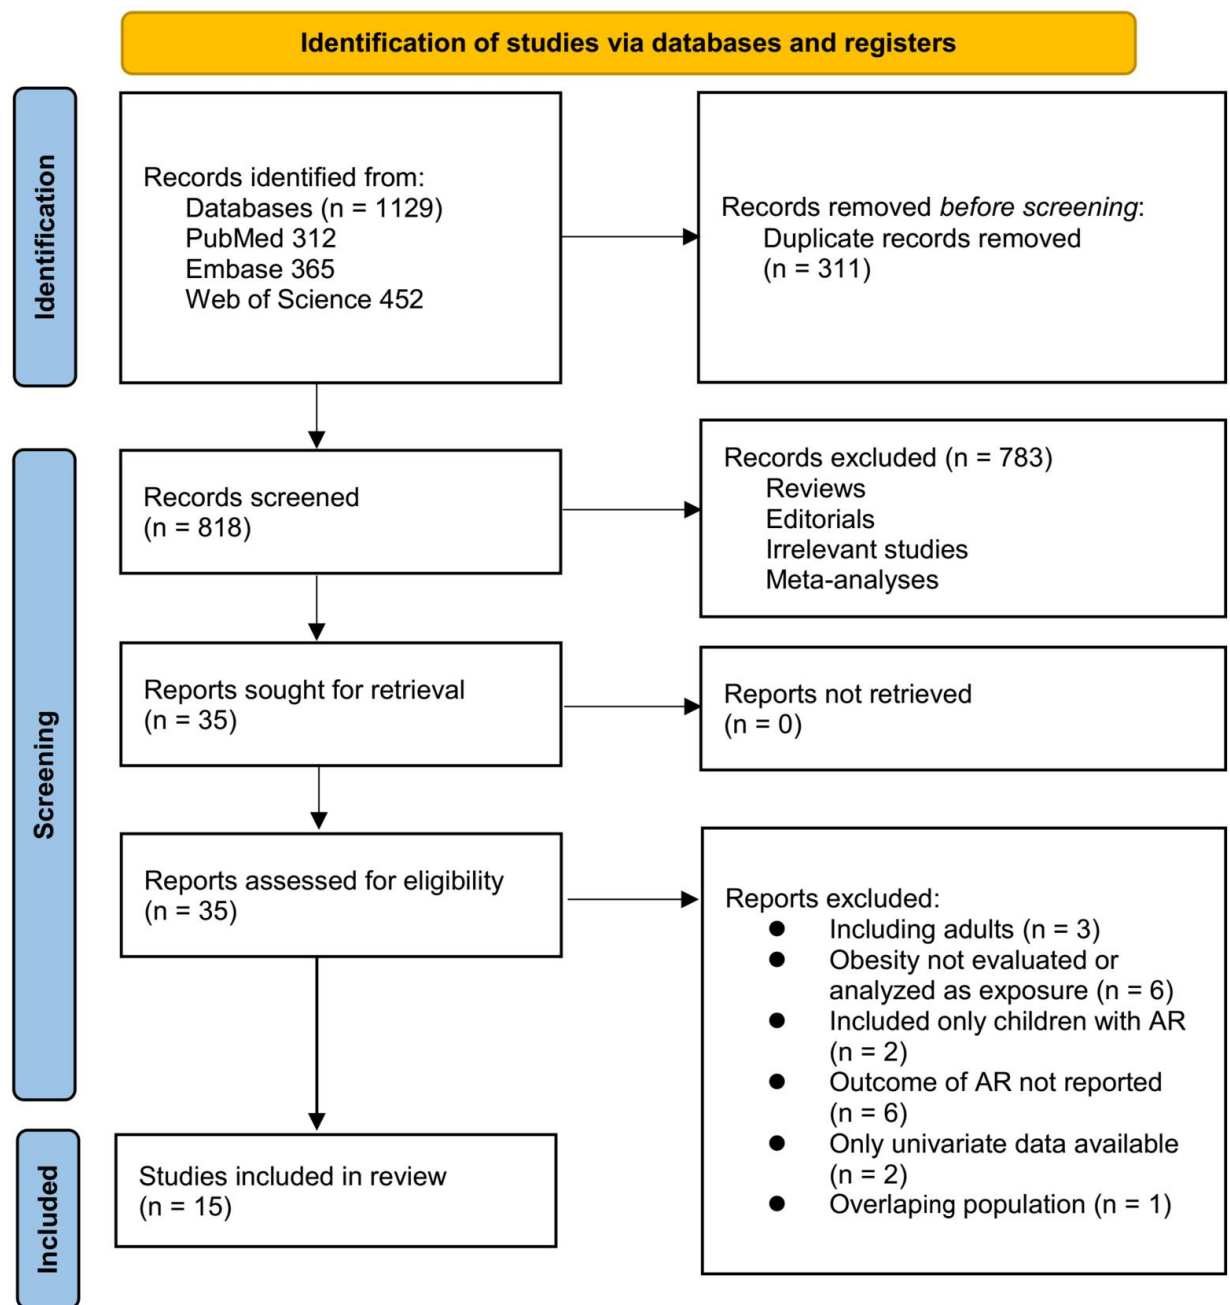 Identification of studies via databases and registers
Identification
Records identified from:
Databases (n = 1129)
PubMed 312
Embase 365
Web of Science 452
Records removed before screening:
Duplicate records removed
(n = 311)
Screening
Records screened
(n = 818)
Records excluded (n = 783)
Reviews
Editorials
Irrelevant studies
Meta-analyses
Reports sought for retrieval
(n = 35)
Reports not retrieved
(n = 0)
Reports assessed for eligibility
(n = 35)
Reports excluded:
● Including adults (n = 3)
● Obesity not evaluated or
analyzed as exposure (n = 6)
● Included only children with AR
(n = 2)
● Outcome of AR not reported
(n = 6)
● Only univariate data available
(n = 2)
● Overlaping population (n = 1)
Included
Studies included in review
(n = 15)